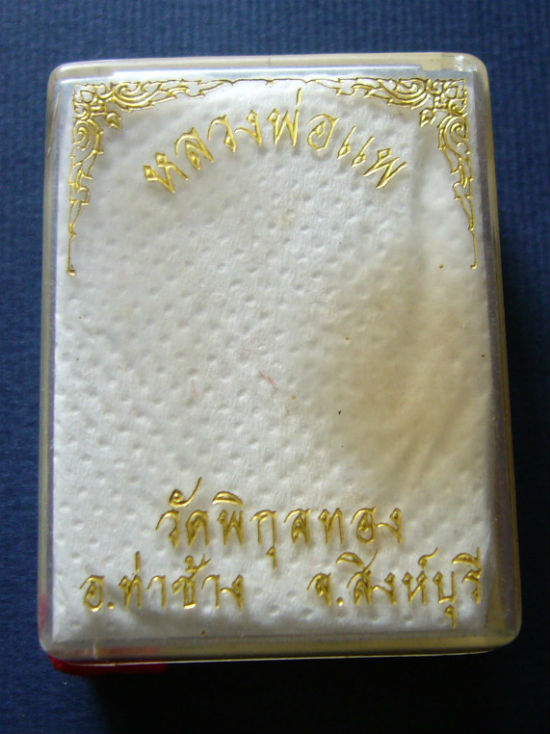 หลวงพ่อแพ
วัดพิกุลทอง
อ.ท่าช้าง จ.สิงห์บุรี